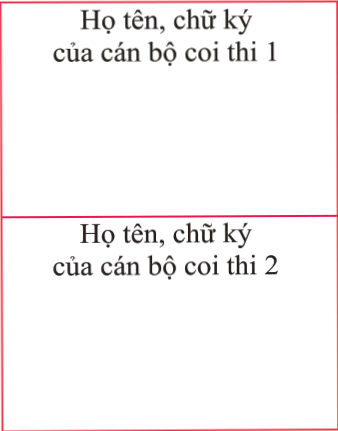 Họ tên, chữ ký
của cán bộ coi thi 1
Họ tên, chữ ký
của cán bộ coi thi 2